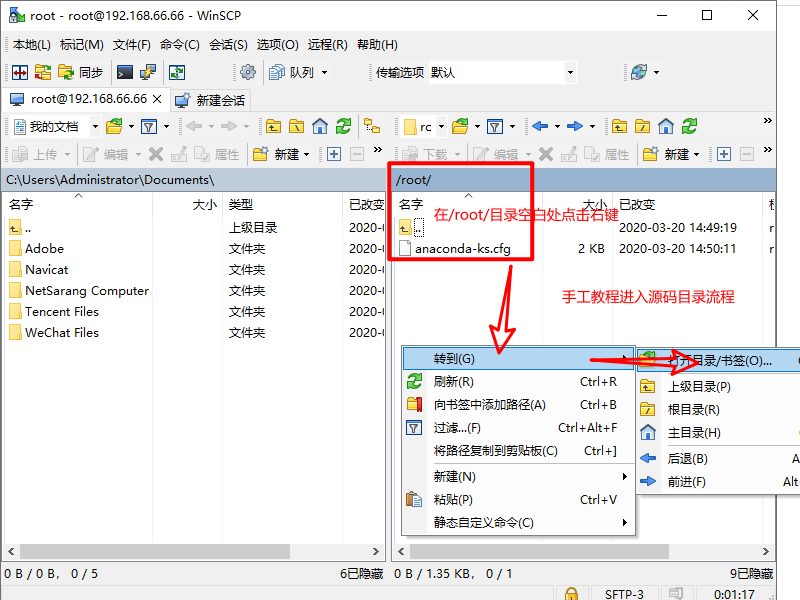 root - root@192.168.66.66 - WinSCP
本地(L) 标记(M) 文件(F) 命令(C) 会话(S) 选项(O) 远程(R) 帮助(H)
同步 队列 传输选项 默认
root@192.168.66.66 × 新建会话
我的文档 rc
上传 编辑 属性 新建 下载 编辑 属性 新建
C:\Users\Administrator\Documents\ /root/
名字 大小 类型 已改变 名字 大小 已改变
.. 上级目录 2020- .. 2020-03-20 14:49:19 r
在/root/目录空白处点击右键
Adobe 文件夹 2020- anaconda-ks.cfg 2 KB 2020-03-20 14:50:11 r
Navicat 文件夹 2020-
NetSarang Computer 文件夹 2020-
手工教程进入源码目录流程
Tencent Files 文件夹 2020-
WeChat Files 文件夹 2020-
转到(G) 打开目录/书签(O)...
刷新(R) Ctrl+R 上级目录(P)
向书签中添加路径(A) Ctrl+B 根目录(R)
过滤...(F) Ctrl+Alt+F 主目录(H)
将路径复制到剪贴板(C) Ctrl+] 后退(B) A
新建(N) 前进(F) Alt
粘贴(P) Ctrl+V
静态自定义命令(C)
0 B / 0 B， 0 / 5 6已隐藏 0 B / 1.35 KB， 0 / 1 9已隐藏
SFTP-3 0:01:17